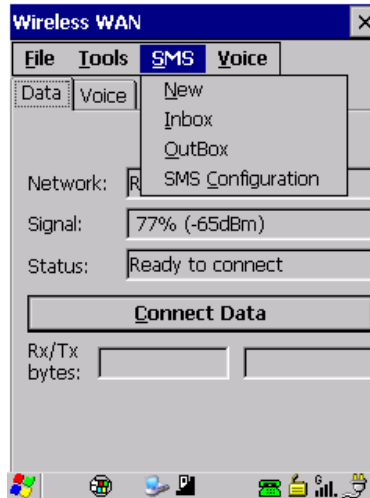 Wireless WAN
File Tools SMS Voice
Data Voice
New
Inbox
OutBox
SMS Configuration
Network: R
Signal: 77% (-65dBm)
Status: Ready to connect
Connect Data
Rx/Tx
bytes:
G